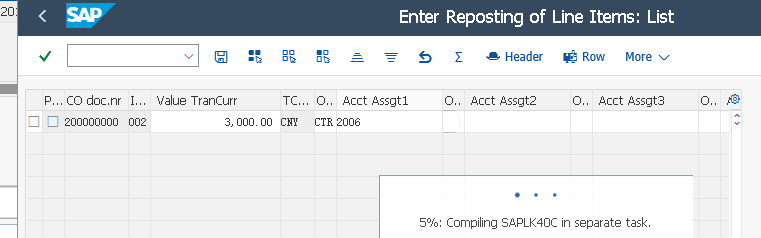 201
SAP
Enter Reposting of Line Items: List
Header
Row
More
P... CO doc.nr I... Value TranCurr TC... O... Acct Assgt1 O... Acct Assgt2 O... Acct Assgt3 O...
200000000 002 3,000.00 CNY CTR 2006
5%: Compiling SAPLK40C in separate task.